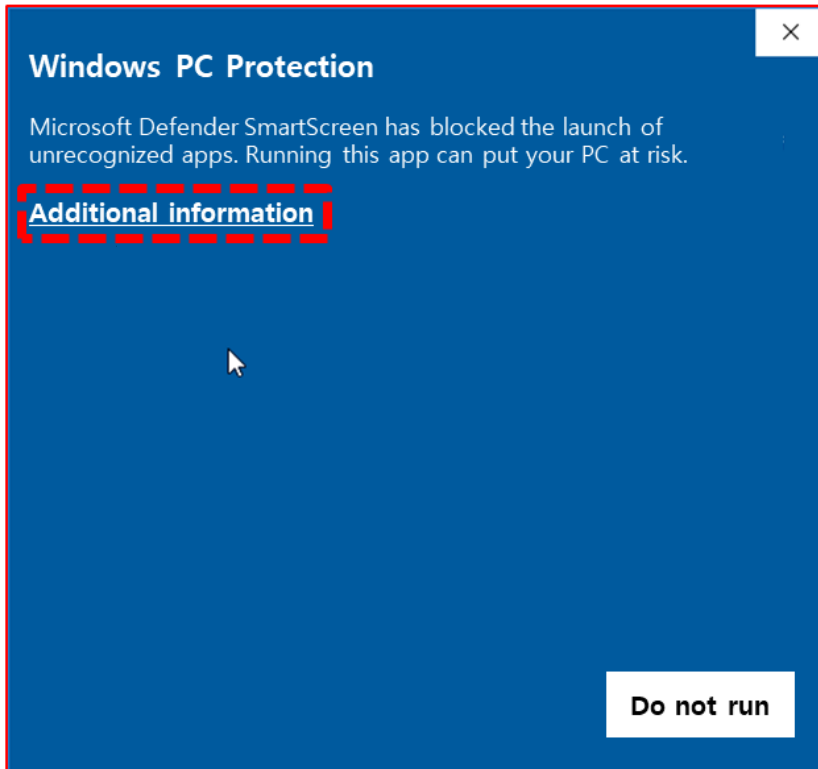 Windows PC Protection
Microsoft Defender SmartScreen has blocked the launch of
unrecognized apps. Running this app can put your PC at risk.
Additional information
Do not run